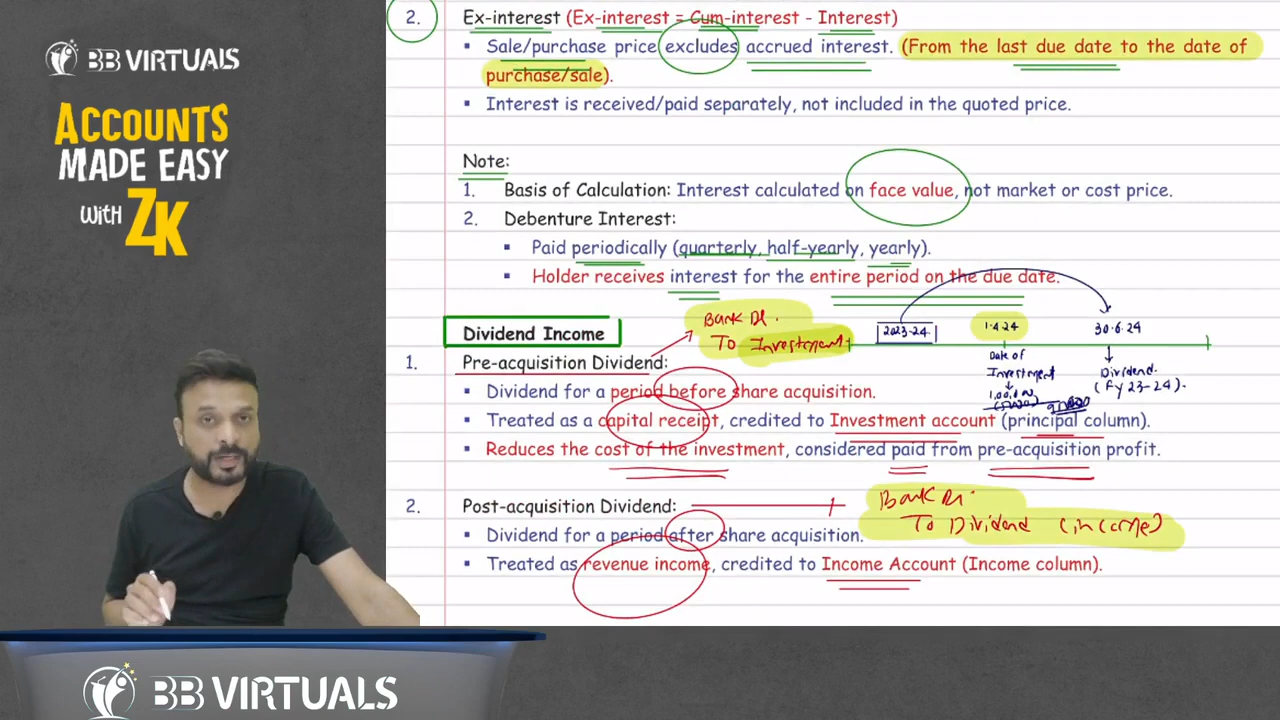 BB VIRTUALS
ACCOUNTS
MADE EASY
WITH ZK
2. Ex-interest (Ex-interest = Cum-interest - Interest)
▪ Sale/purchase price excludes accrued interest. (From the last due date to the date of
purchase/sale).
▪ Interest is received/paid separately, not included in the quoted price.
Note:
1. Basis of Calculation: Interest calculated on face value, not market or cost price.
2. Debenture Interest:
▪ Paid periodically (quarterly, half-yearly, yearly).
▪ Holder receives interest for the entire period on the due date.
Bank Dr.
To Investment
2023-24
1.4.24
30.6.24
Date of
Investment
1,00,000
Dividend.
(FY 23-24).
Dividend Income
1. Pre-acquisition Dividend:
▪ Dividend for a period before share acquisition.
▪ Treated as a capital receipt, credited to Investment account (principal column).
▪ Reduces the cost of the investment, considered paid from pre-acquisition profit.
2. Post-acquisition Dividend:
Bank Dr.
To Dividend (income)
▪ Dividend for a period after share acquisition.
▪ Treated as revenue income, credited to Income Account (Income column).
BB VIRTUALS